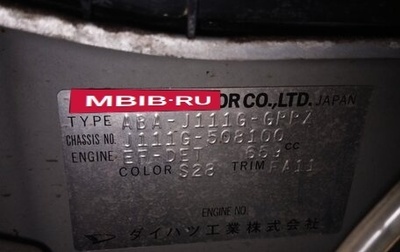 MBIB-RU OR CO.,LTD. JAPAN
TYPE ABA-J111G-GRPZ
CHASSIS NO. J111G-508100
ENGINE EF-DET 659 CC
COLOR S28 TRIM FA11
ENGINE NO.
ダイハツ工業株式会社